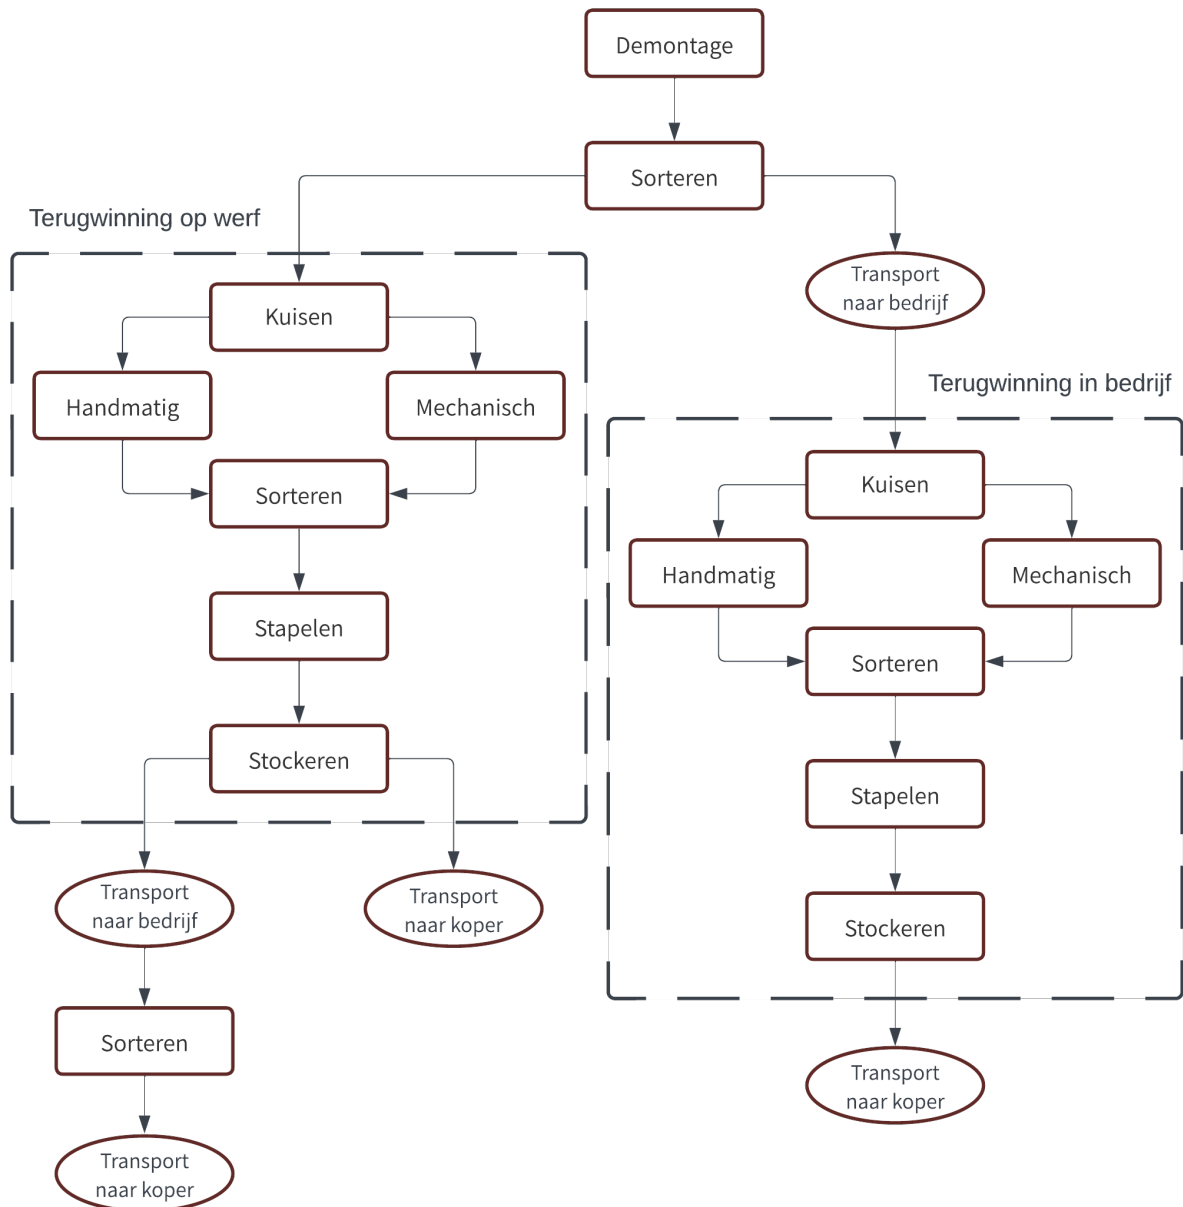 Demontage
Sorteren
Terugwinning op werf
Kuisen
Handmatig
Mechanisch
Sorteren
Stapelen
Stockeren
Transport
naar bedrijf
Transport
naar koper
Sorteren
Transport
naar koper
Transport
naar bedrijf
Terugwinning in bedrijf
Kuisen
Handmatig
Mechanisch
Sorteren
Stapelen
Stockeren
Transport
naar koper